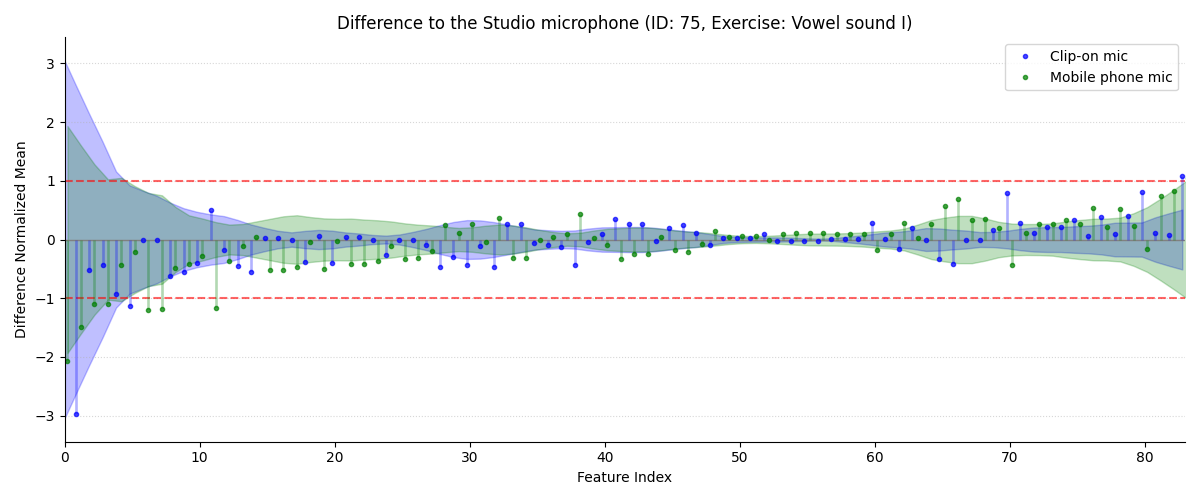 Difference to the Studio microphone (ID: 75, Exercise: Vowel sound I)
Clip-on mic
Mobile phone mic
Difference Normalized Mean
3
2
1
0
−1
−2
−3
0 10 20 30 40 50 60 70 80
Feature Index